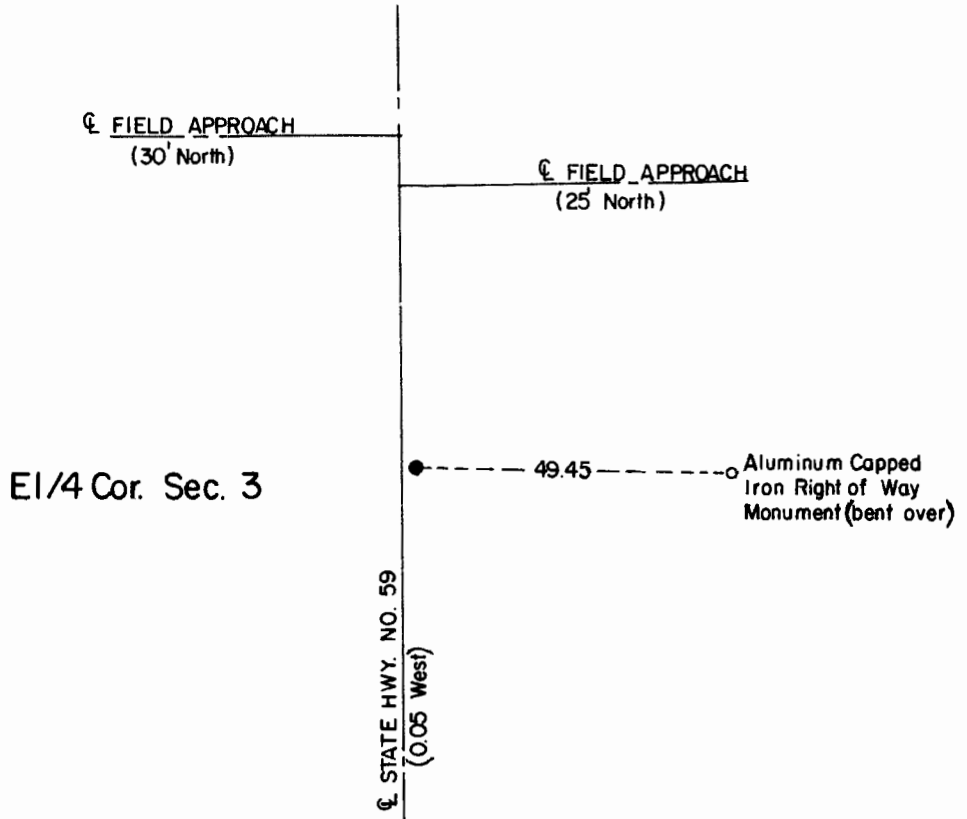 ℄ FIELD APPROACH
(30' North)
℄ FIELD APPROACH
(25' North)
E1/4 Cor. Sec. 3
49.45
Aluminum Capped
Iron Right of Way
Monument (bent over)
℄ STATE HWY. NO. 59
(0.05 West)